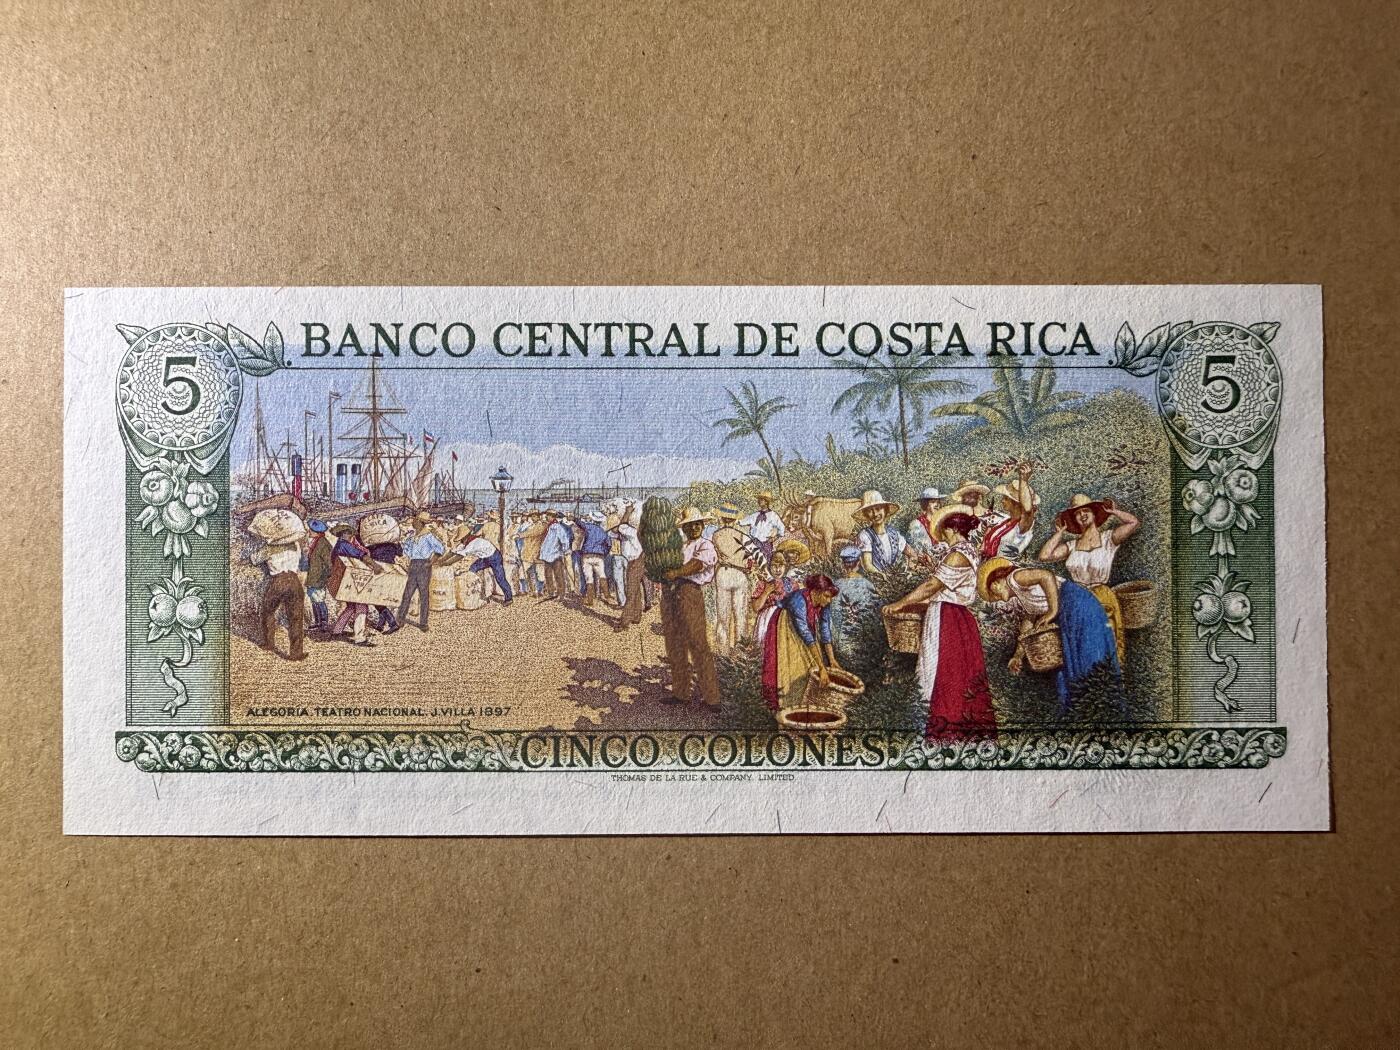 BANCO CENTRAL DE COSTA RICA
5
5
ALEGORIA TEATRO NACIONAL. J. VILLA 1897
CINCO COLONES
THOMAS DE LA RUE & COMPANY, LIMITED.